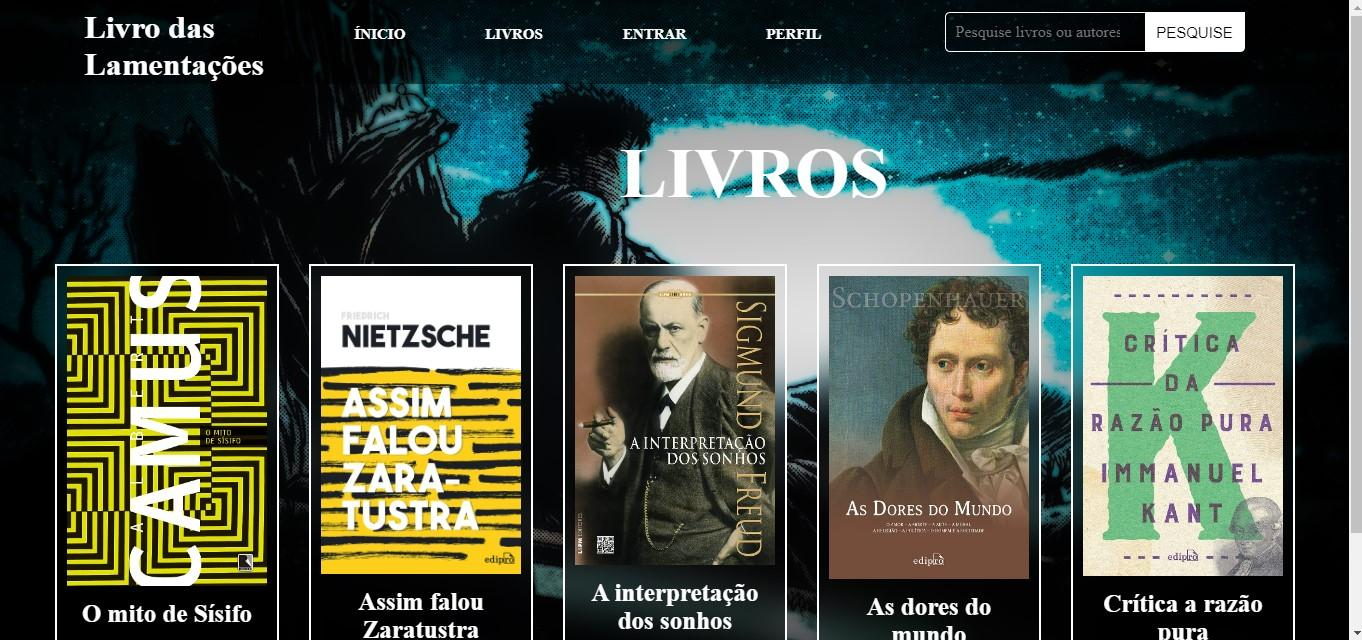 Livro das
Lamentações
ÍNICIO
LIVROS
ENTRAR
PERFIL
Pesquise livros ou autores
PESQUISE
LIVROS
ALBERT
CAMUS
O MITO
DE SÍSIFO
O mito de Sísifo
FRIEDRICH
NIETZSCHE
ASSIM
FALOU
ZARA-
TUSTRA
edipro
Assim falou
Zaratustra
SIGMUND FREUD
A INTERPRETAÇÃO
DOS SONHOS
L&PM EDITORES
A interpretação
dos sonhos
SCHOPENHAUER
AS DORES DO MUNDO
edipro
As dores do
mundo
CRÍTICA
DA
RAZÃO PURA
IMMANUEL
KANT
edipro
Crítica a razão
pura